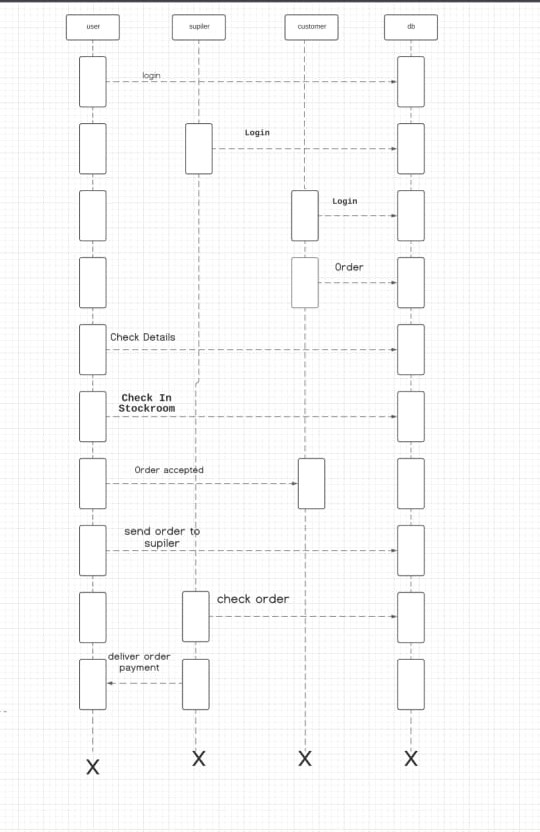 user
supiler
customer
db
login
Login
Login
Order
Check Details
Check In
Stockroom
Order accepted
send order to
supiler
check order
deliver order
payment
X
X
X
X